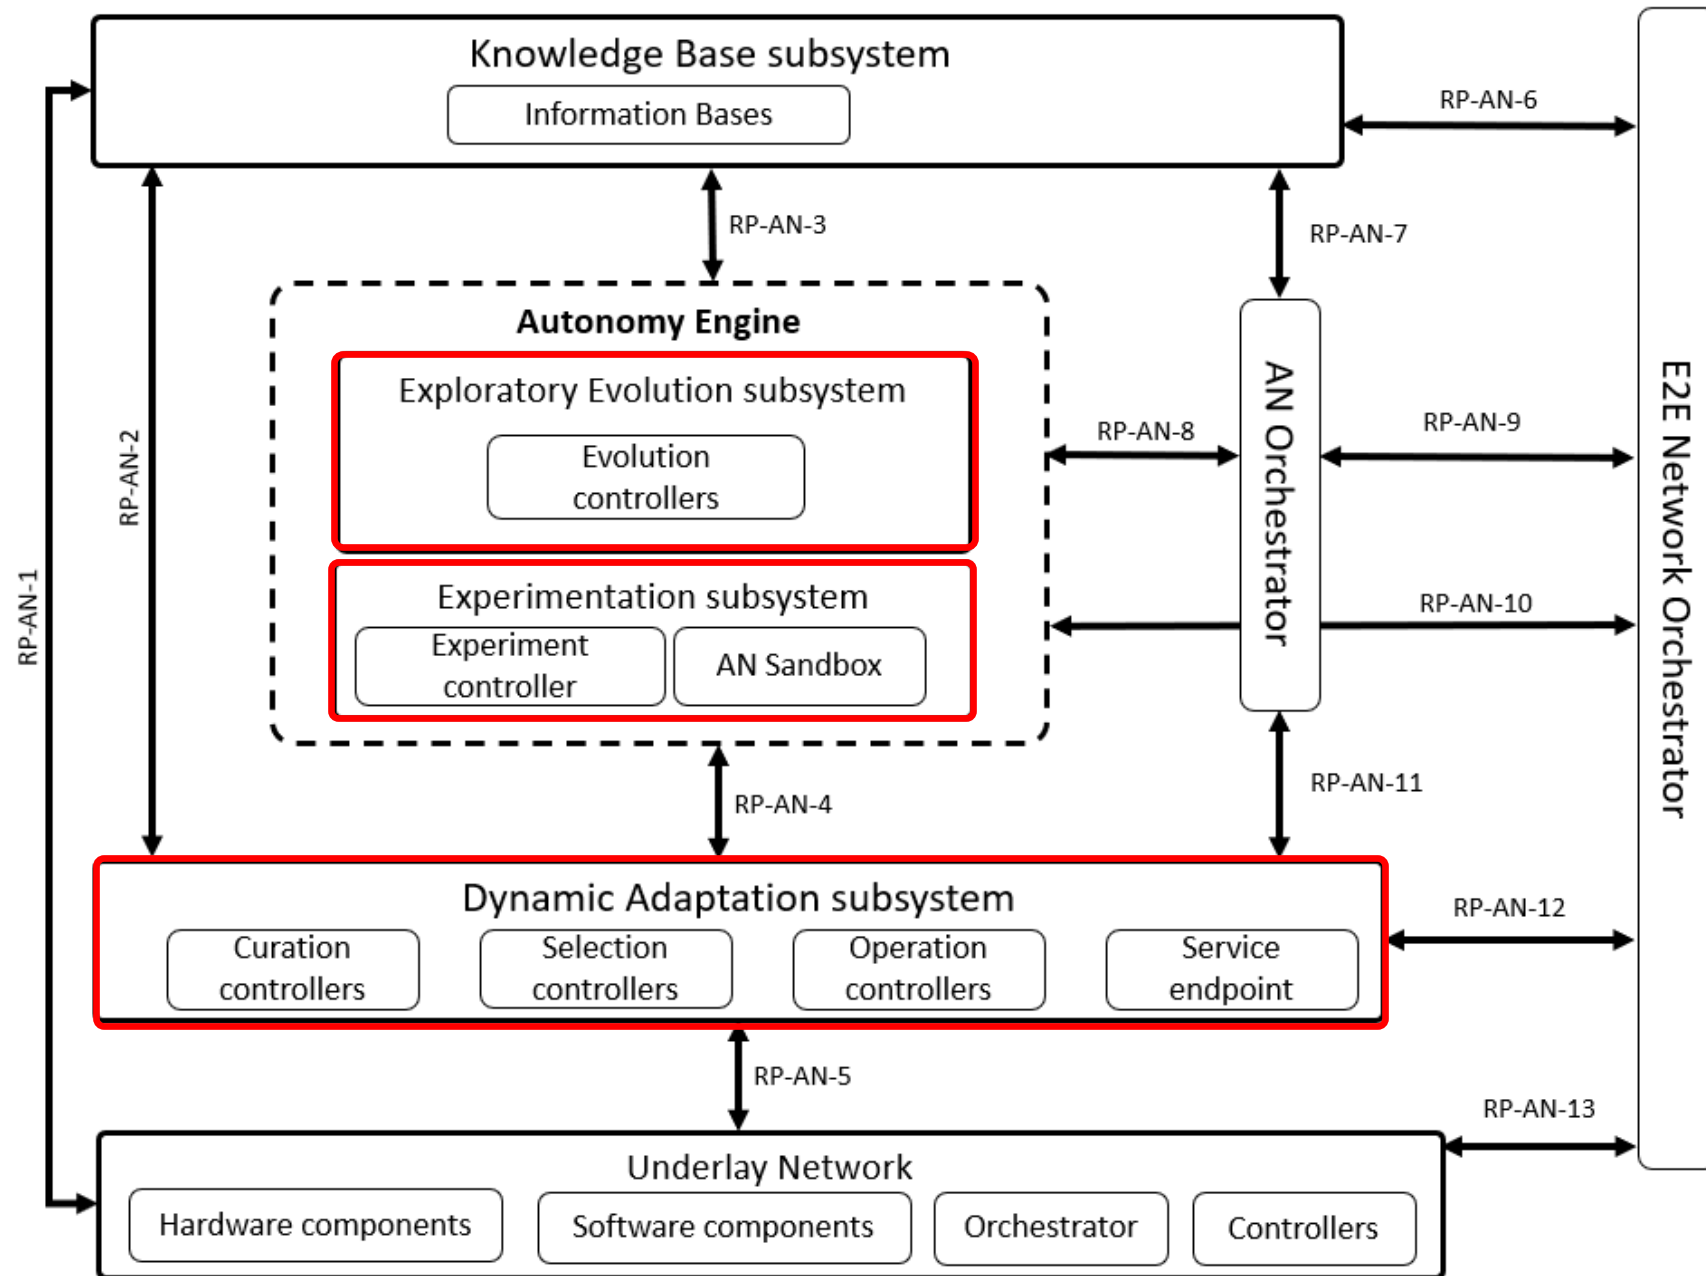 Knowledge Base subsystem
Information Bases
RP-AN-6
RP-AN-3
RP-AN-7
Autonomy Engine
Exploratory Evolution subsystem
Evolution
controllers
RP-AN-8
RP-AN-9
AN Orchestrator
E2E Network Orchestrator
RP-AN-2
RP-AN-1
Experimentation subsystem
Experiment
controller
AN Sandbox
RP-AN-10
RP-AN-4
RP-AN-11
Dynamic Adaptation subsystem
Curation
controllers
Selection
controllers
Operation
controllers
Service
endpoint
RP-AN-12
RP-AN-5
RP-AN-13
Underlay Network
Hardware components
Software components
Orchestrator
Controllers